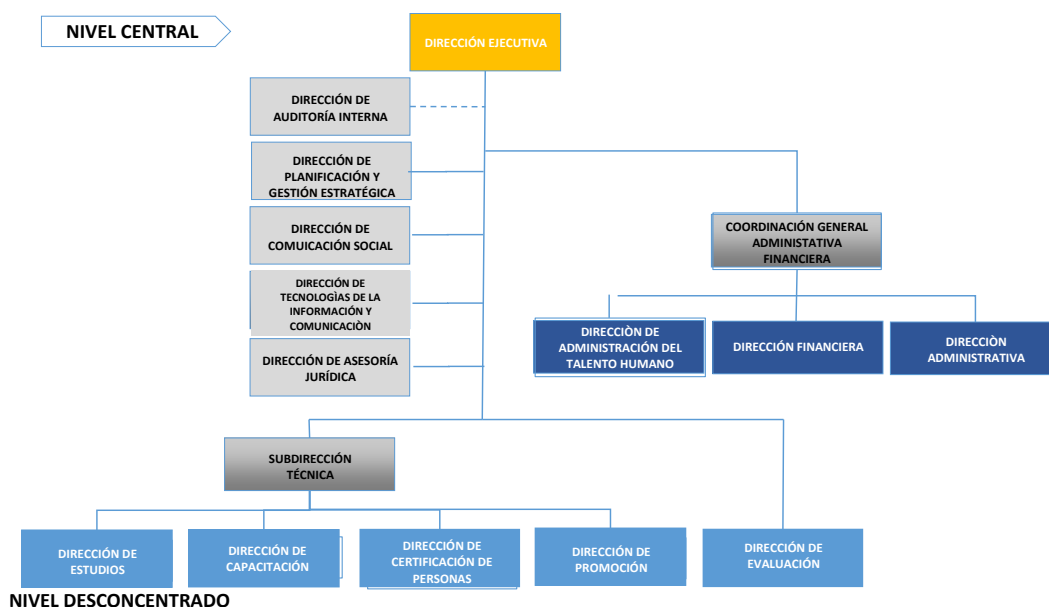 NIVEL CENTRAL
DIRECCIÓN EJECUTIVA
DIRECCIÓN DE
AUDITORÍA INTERNA
DIRECCIÓN DE
PLANIFICACIÓN Y
GESTIÓN ESTRATÉGICA
DIRECCIÓN DE
COMUICACIÓN SOCIAL
DIRECCIÓN DE
TECNOLOGÌAS DE LA
INFORMACIÓN Y
COMUNICACIÒN
DIRECCIÓN DE ASESORÍA
JURÍDICA
COORDINACIÓN GENERAL
ADMINISTATIVA
FINANCIERA
DIRECCIÒN DE
ADMINISTRACIÓN DEL
TALENTO HUMANO
DIRECCIÓN FINANCIERA
DIRECCIÒN
ADMINISTRATIVA
SUBDIRECCIÓN
TÉCNICA
DIRECCIÓN DE
ESTUDIOS
DIRECCIÓN DE
CAPACITACIÓN
DIRECCIÓN DE
CERTIFICACIÓN DE
PERSONAS
DIRECCIÓN DE
PROMOCIÓN
DIRECCIÓN DE
EVALUACIÓN
NIVEL DESCONCENTRADO